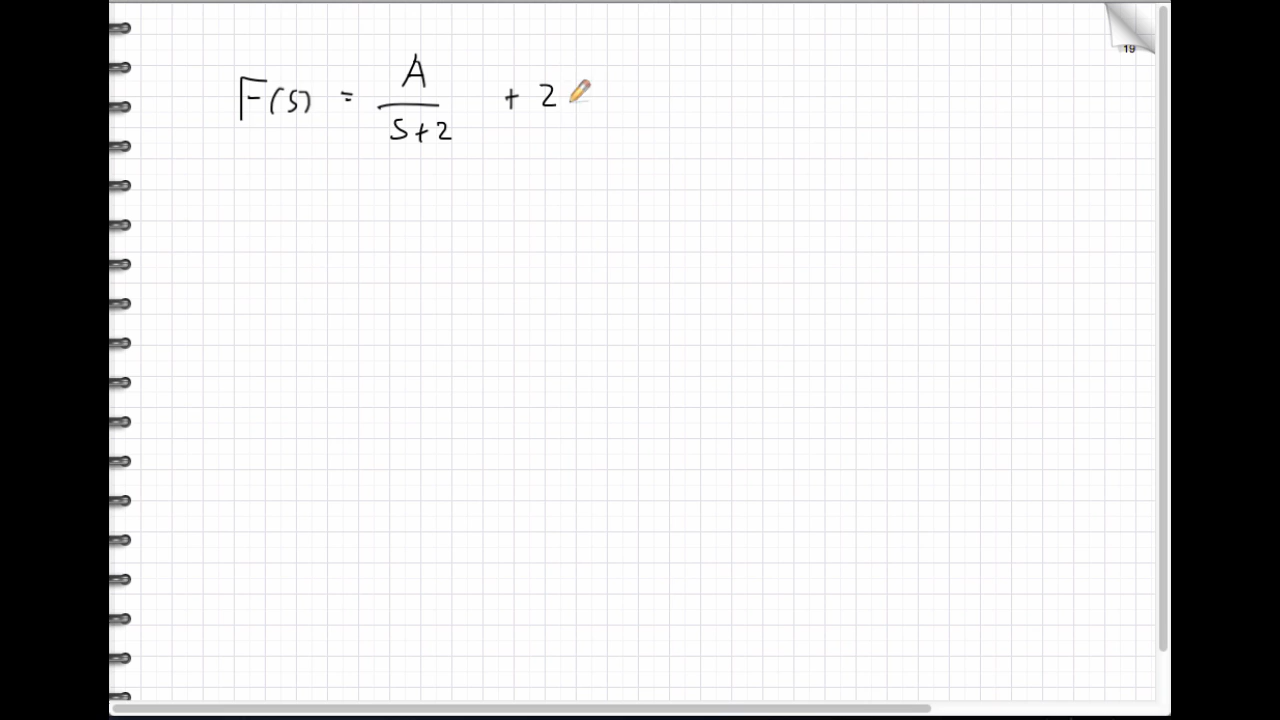 19
F(s) = A/(s+2) + 2